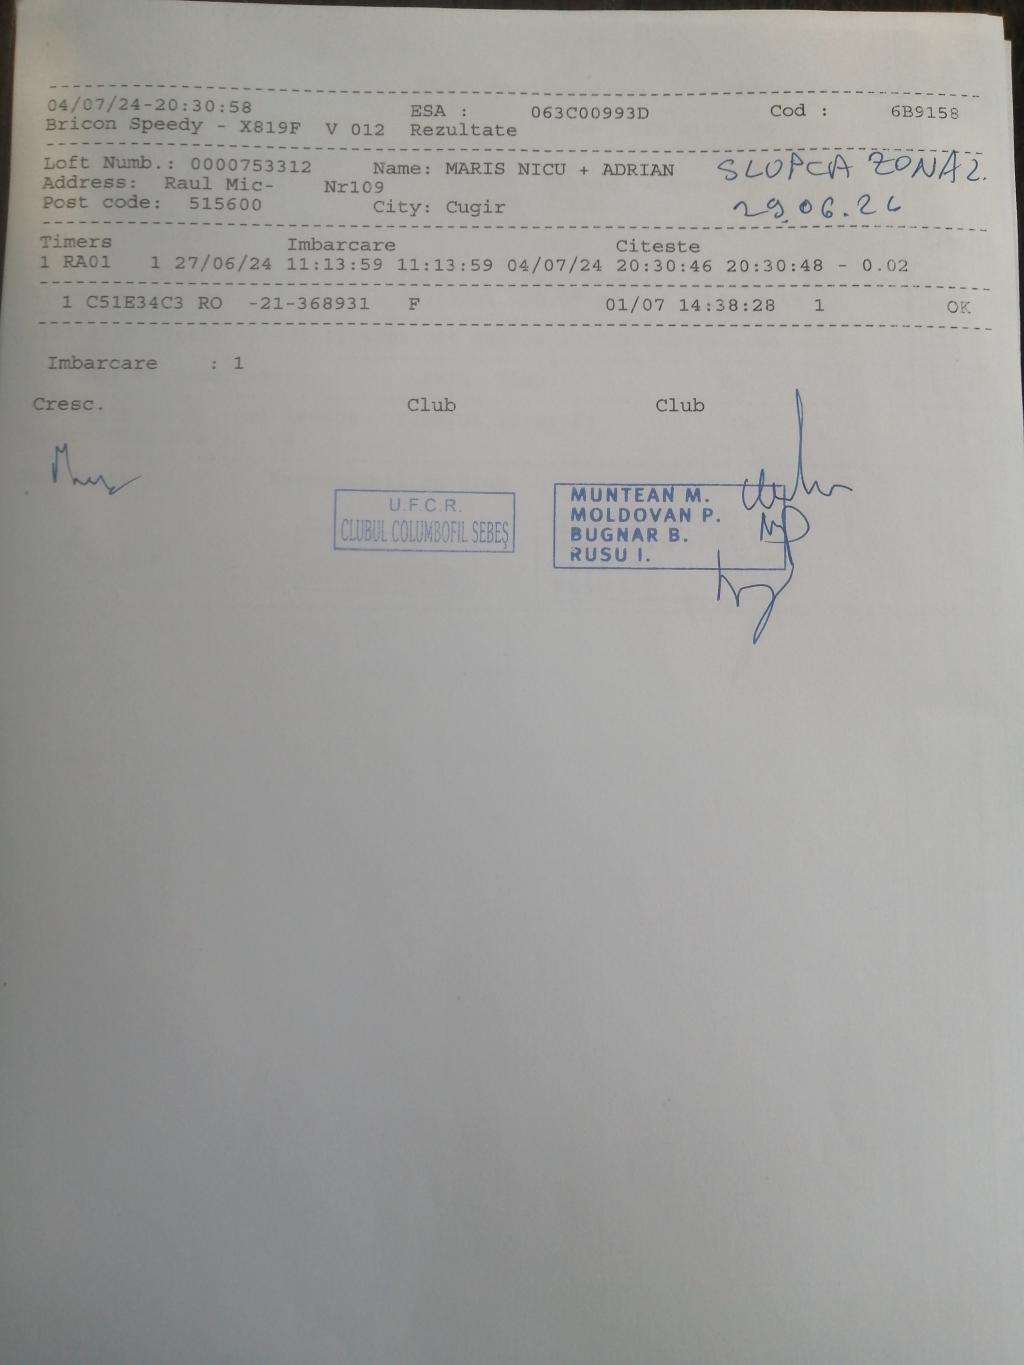 04/07/24-20:30:58 ESA : 063C00993D Cod : 6B9158
Bricon Speedy - X819F V 012 Rezultate
Loft Numb.: 0000753312 Name: MARIS NICU + ADRIAN
SLOPCA ZONA 2.
Address: Raul Mic- Nr109
Post code: 515600 City: Cugir
29.06.24
Timers Imbarcare Citeste
1 RA01 1 27/06/24 11:13:59 11:13:59 04/07/24 20:30:46 20:30:48 - 0.02
1 C51E34C3 RO -21-368931 F 01/07 14:38:28 1 OK
Imbarcare : 1
Cresc. Club Club
U.F.C.R.
CLUBUL COLUMBOFIL SEBEȘ
MUNTEAN M.
MOLDOVAN P.
BUGNAR B.
RUSU I.